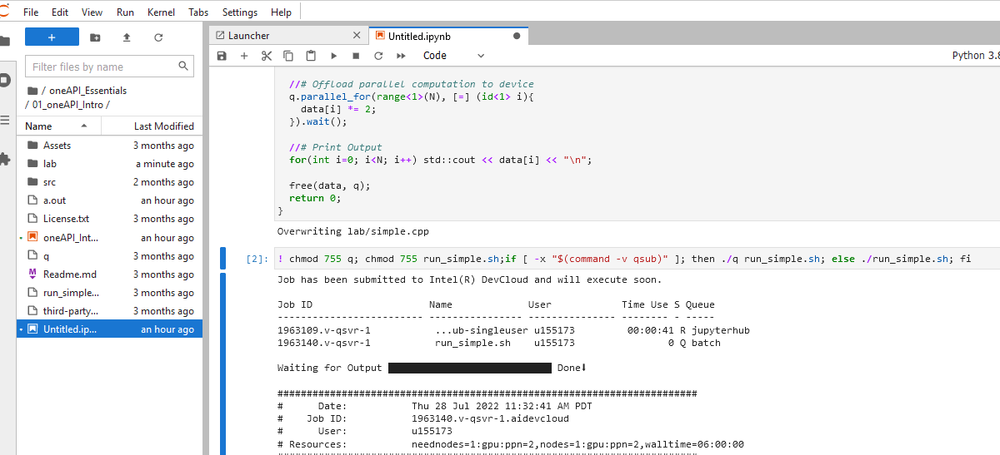 File Edit View Run Kernel Tabs Settings Help
+
Filter files by name
/ oneAPI_Essentials
/ 01_oneAPI_Intro /
Name Last Modified
Assets 3 months ago
lab a minute ago
src 2 months ago
a.out an hour ago
License.txt 3 months ago
oneAPI_Int... an hour ago
q 3 months ago
Readme.md 3 months ago
run_simple... 3 months ago
third-party... 3 months ago
Untitled.ip... an hour ago
Launcher
Untitled.ipynb
Code
Python 3.8
//# Offload parallel computation to device
q.parallel_for(range<1>(N), [=] (id<1> i){
data[i] *= 2;
}).wait();
//# Print Output
for(int i=0; i<N; i++) std::cout << data[i] << "\n";
free(data, q);
return 0;
}
Overwriting lab/simple.cpp
[2]: ! chmod 755 q; chmod 755 run_simple.sh;if [ -x "$(command -v qsub)" ]; then ./q run_simple.sh; else ./run_simple.sh; fi
Job has been submitted to Intel(R) DevCloud and will execute soon.
Job ID Name User Time Use S Queue
------------------------- ---------------- --------------- -------- - -----
1963109.v-qsvr-1 ...ub-singleuser u155173 00:00:41 R jupyterhub
1963140.v-qsvr-1 run_simple.sh u155173 0 Q batch
Waiting for Output Done⬇
########################################################################
# Date: Thu 28 Jul 2022 11:32:41 AM PDT
# Job ID: 1963140.v-qsvr-1.aidevcloud
# User: u155173
# Resources: neednodes=1:gpu:ppn=2,nodes=1:gpu:ppn=2,walltime=06:00:00
########################################################################